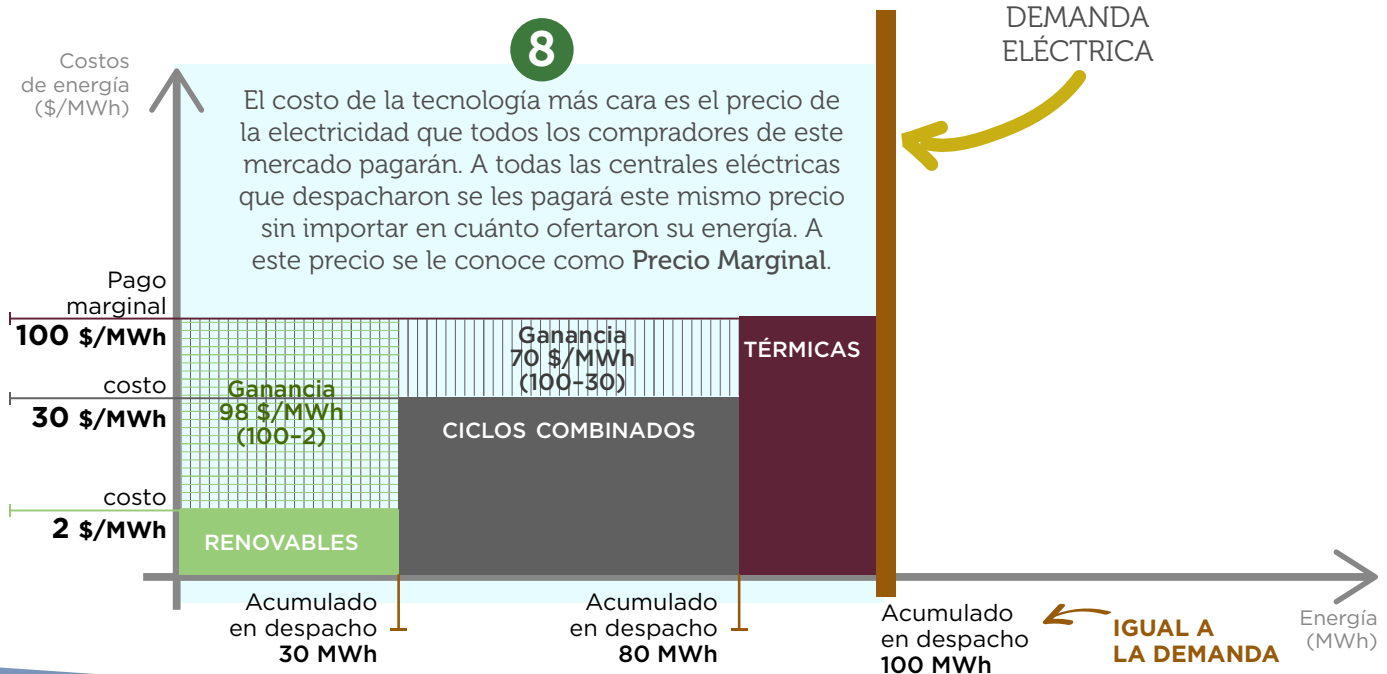 8
DEMANDA
ELÉCTRICA
Costos
de energía
($/MWh)
El costo de la tecnología más cara es el precio de
la electricidad que todos los compradores de este
mercado pagarán. A todas las centrales eléctricas
que despacharon se les pagará este mismo precio
sin importar en cuánto ofertaron su energía. A
este precio se le conoce como Precio Marginal.
Pago
marginal
100 $/MWh
costo
30 $/MWh
costo
2 $/MWh
Ganancia
98 $/MWh
(100–2)
Ganancia
70 $/MWh
(100–30)
TÉRMICAS
CICLOS COMBINADOS
RENOVABLES
Acumulado
en despacho
30 MWh
Acumulado
en despacho
80 MWh
Acumulado
en despacho
100 MWh
IGUAL A
LA DEMANDA
Energía
(MWh)